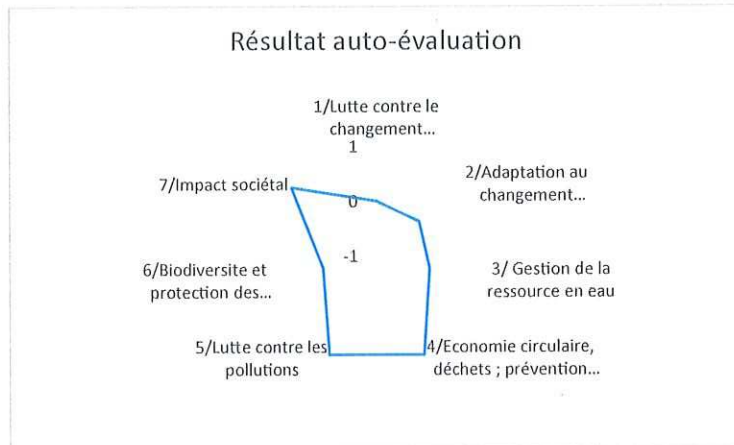 Résultat auto-évaluation
1/Lutte contre le
changement...
1
2/Adaptation au
changement...
7/Impact sociétal
0
-1
3/ Gestion de la
ressource en eau
6/Biodiversite et
protection des...
5/Lutte contre les
pollutions
4/Economie circulaire,
déchets ; prévention...